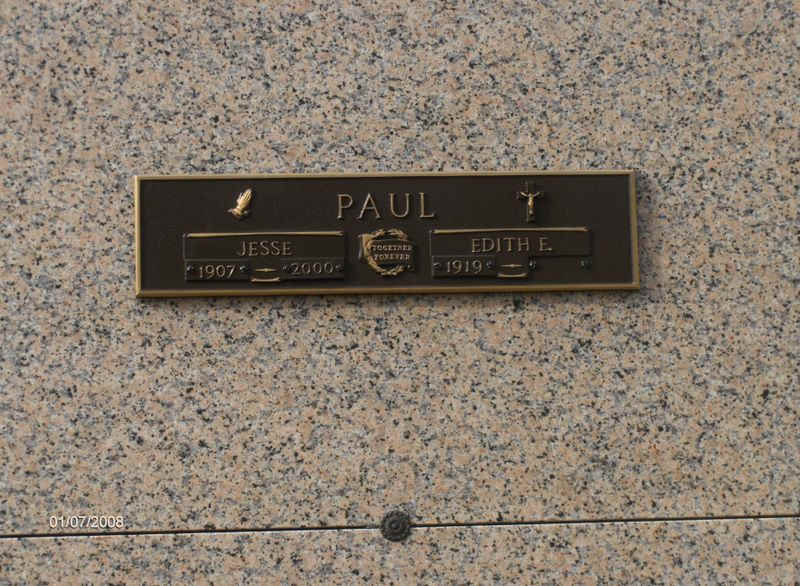 PAUL
JESSE
1907 2000
TOGETHER
FOREVER
EDITH E.
1919
01/07/2008